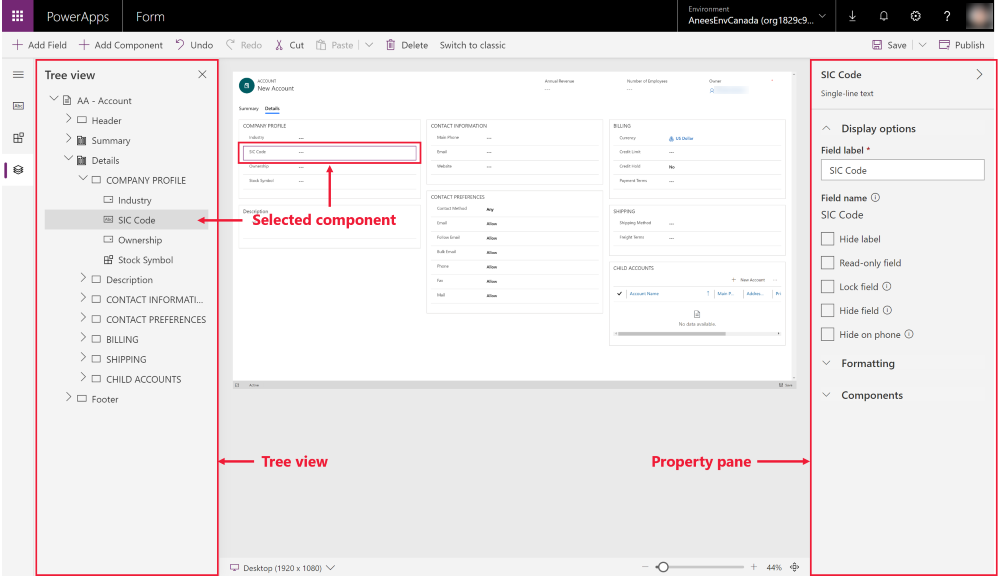 PowerApps
Form
Environment
AneesEnvCanada (org1829c9...
?
Add Field
Add Component
Undo
Redo
Cut
Paste
Delete
Switch to classic
Save
Publish
Tree view
AA - Account
Header
Summary
Details
COMPANY PROFILE
Industry
Abc SIC Code
Ownership
Stock Symbol
Description
CONTACT INFORMATI...
CONTACT PREFERENCES
BILLING
SHIPPING
CHILD ACCOUNTS
Footer
ACCOUNT
New Account
Annual Revenue
---
Number of Employees
---
Owner
Summary Details
COMPANY PROFILE
Industry ---
SIC Code ---
Ownership ---
Stock Symbol ---
Description
CONTACT INFORMATION
Main Phone ---
Email ---
Website ---
CONTACT PREFERENCES
Contact Method Any
Email Allow
Follow Email Allow
Bulk Email Allow
Phone Allow
Fax Allow
Mail Allow
BILLING
Currency US Dollar
Credit Limit ---
Credit Hold No
Payment Terms ---
SHIPPING
Shipping Method ---
Freight Terms ---
CHILD ACCOUNTS
+ New Account
Account Name ↑ Main P... Addres... Pri
No data available.
Active
Save
Selected component
Tree view
Property pane
Desktop (1920 x 1080)
44%
SIC Code
Single-line text
Display options
Field label *
SIC Code
Field name
SIC Code
Hide label
Read-only field
Lock field
Hide field
Hide on phone
Formatting
Components